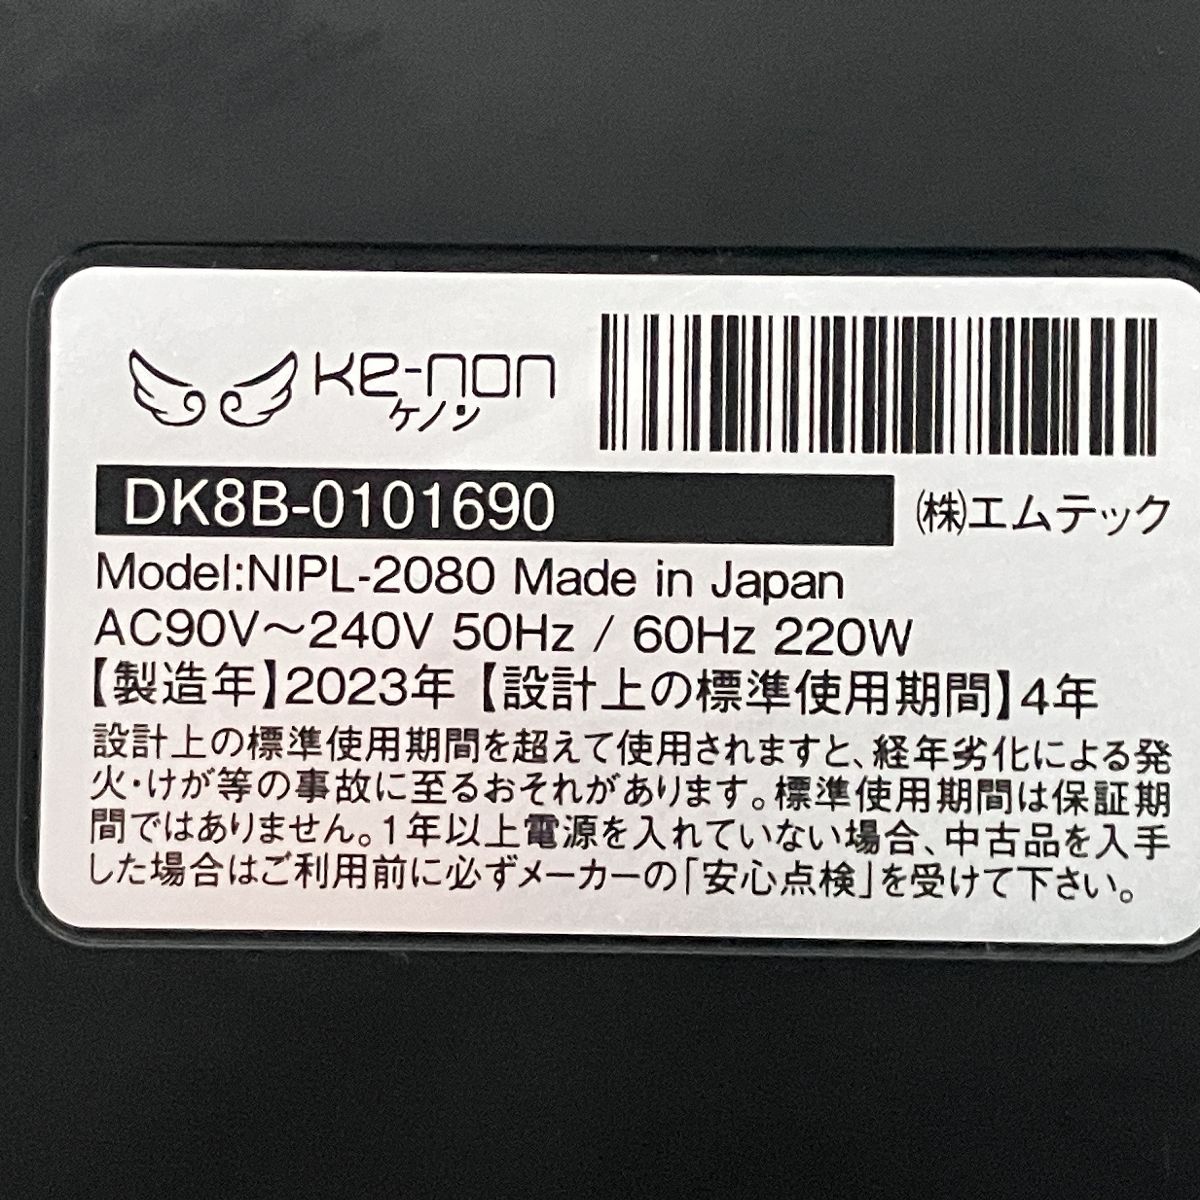 ke-non
ケノン
DK8B-0101690
㈱エムテック
Model:NIPL-2080 Made in Japan
AC90V～240V 50Hz / 60Hz 220W
【製造年】2023年【設計上の標準使用期間】4年
設計上の標準使用期間を超えて使用されますと、経年劣化による発
火・けが等の事故に至るおそれがあります。標準使用期間は保証期
間ではありません。1年以上電源を入れていない場合、中古品を入手
した場合はご利用前に必ずメーカーの「安心点検」を受けて下さい。